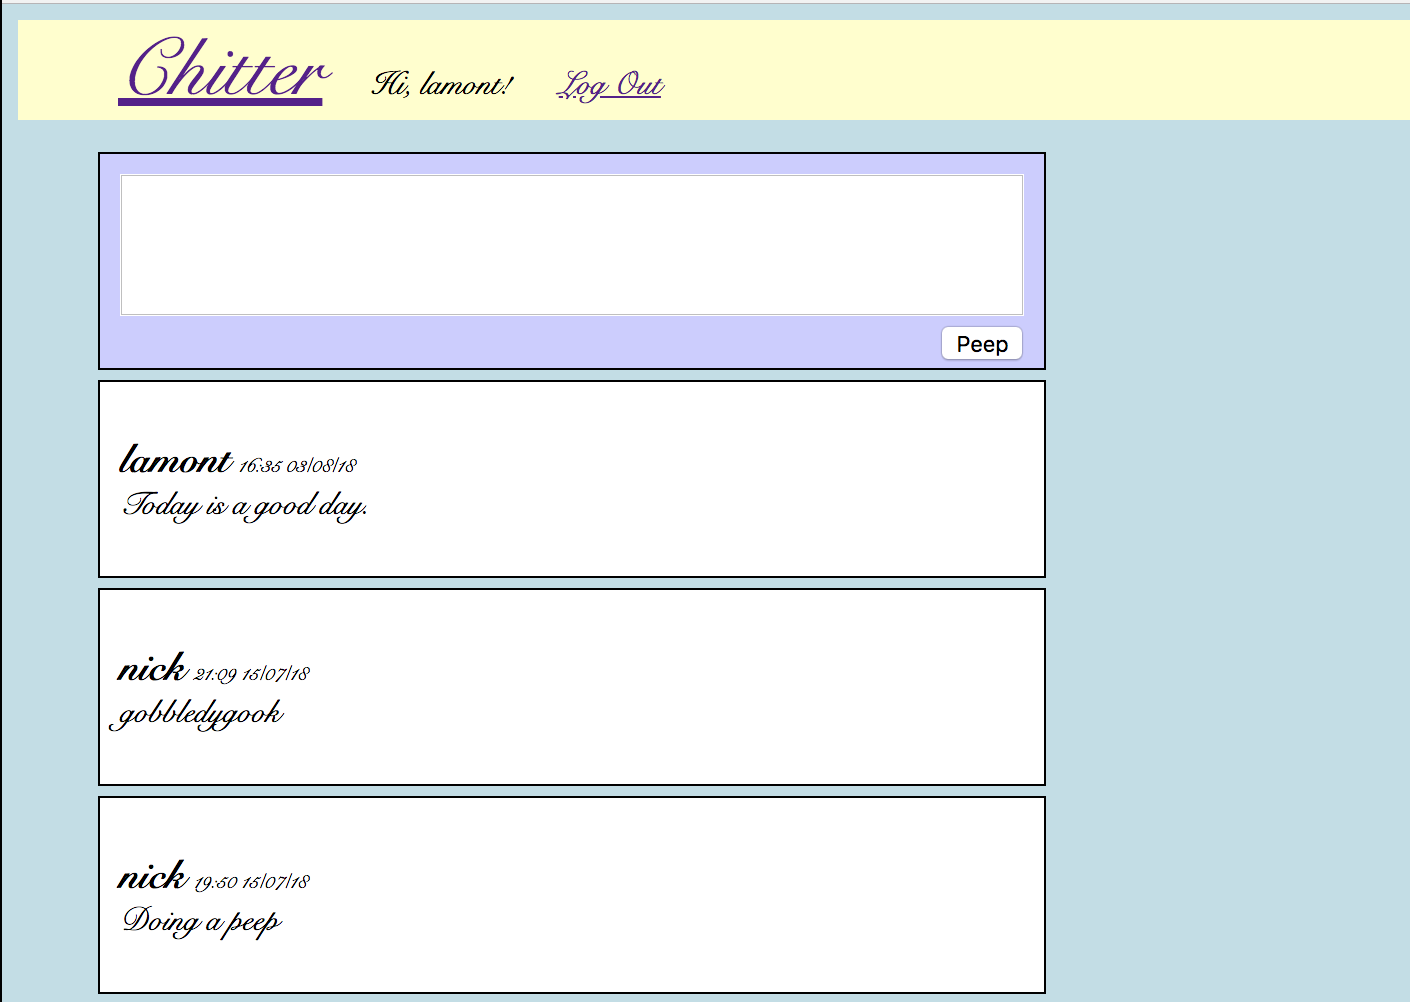 Chitter Hi, lamont! Log Out
Peep
lamont 16:35 03/08/18
Today is a good day.
nick 21:09 15/07/18
gobbledygook
nick 19:50 15/07/18
Doing a peep